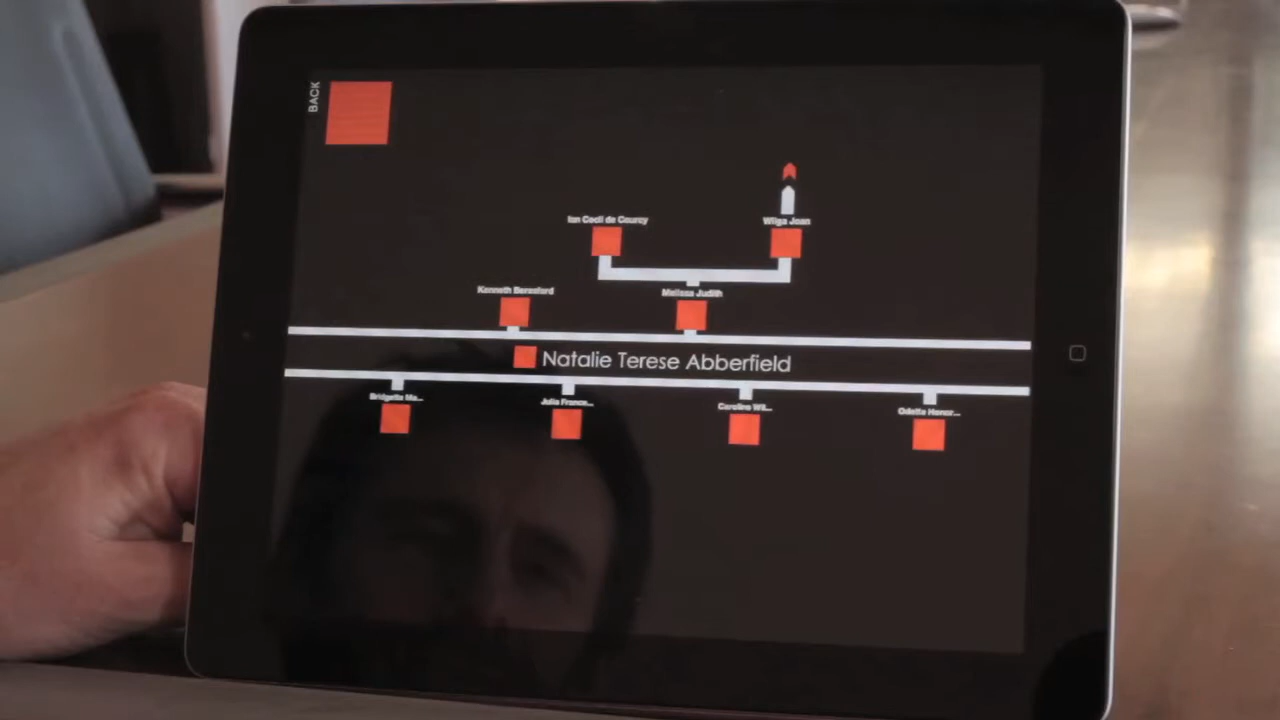 BACK
Ian Cecil de Courcy
Wilga Joan
Kenneth Beresford
Melissa Judith
Natalie Terese Abberfield
Bridgette Me...
Julia France...
Caroline Wil...
Odette Honor...